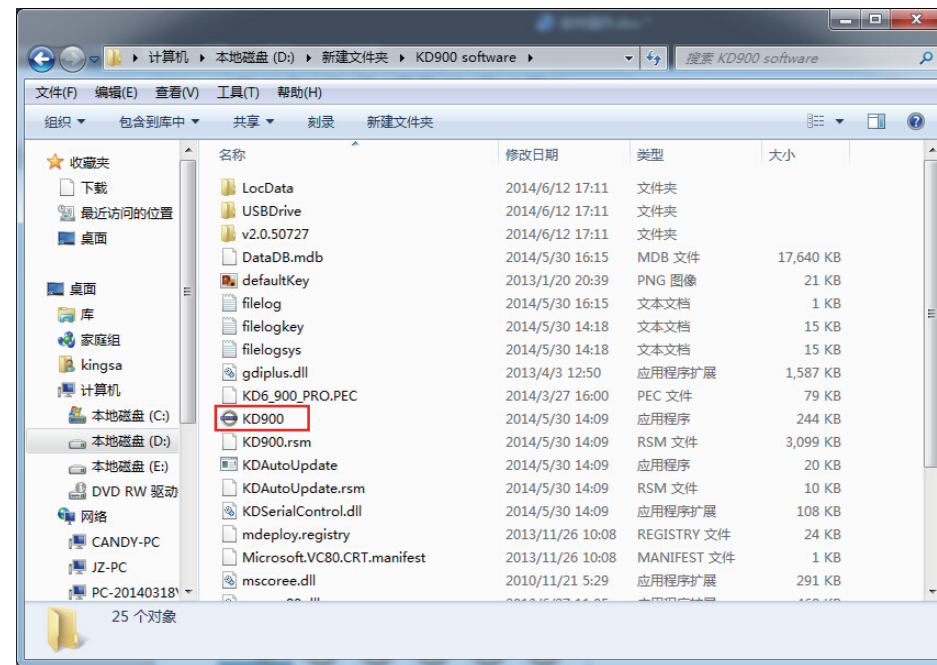 计算机 ▸ 本地磁盘 (D:) ▸ 新建文件夹 ▸ KD900 software ▸
搜索 KD900 software
文件(F) 编辑(E) 查看(V) 工具(T) 帮助(H)
组织 包含到库中 共享 刻录 新建文件夹
收藏夹
下载
最近访问的位置
桌面
桌面
库
家庭组
kingsa
计算机
本地磁盘 (C:)
本地磁盘 (D:)
本地磁盘 (E:)
DVD RW 驱动
网络
CANDY-PC
JZ-PC
PC-20140318
名称 修改日期 类型 大小
LocData 2014/6/12 17:11 文件夹
USBDrive 2014/6/12 17:11 文件夹
v2.0.50727 2014/6/12 17:11 文件夹
DataDB.mdb 2014/5/30 16:15 MDB 文件 17,640 KB
defaultKey 2013/1/20 20:39 PNG 图像 21 KB
filelog 2014/5/30 16:15 文本文档 1 KB
filelogkey 2014/5/30 14:18 文本文档 15 KB
filelogsys 2014/5/30 14:18 文本文档 15 KB
gdiplus.dll 2013/4/3 12:50 应用程序扩展 1,587 KB
KD6_900_PRO.PEC 2014/3/27 16:00 PEC 文件 79 KB
KD900 2014/5/30 14:09 应用程序 244 KB
KD900.rsm 2014/5/30 14:09 RSM 文件 3,099 KB
KDAutoUpdate 2014/5/30 14:09 应用程序 20 KB
KDAutoUpdate.rsm 2014/5/30 14:09 RSM 文件 10 KB
KDSerialControl.dll 2014/5/30 14:09 应用程序扩展 108 KB
mdeploy.registry 2013/11/26 10:08 REGISTRY 文件 24 KB
Microsoft.VC80.CRT.manifest 2013/11/26 10:08 MANIFEST 文件 1 KB
mscoree.dll 2010/11/21 5:29 应用程序扩展 291 KB
25 个对象